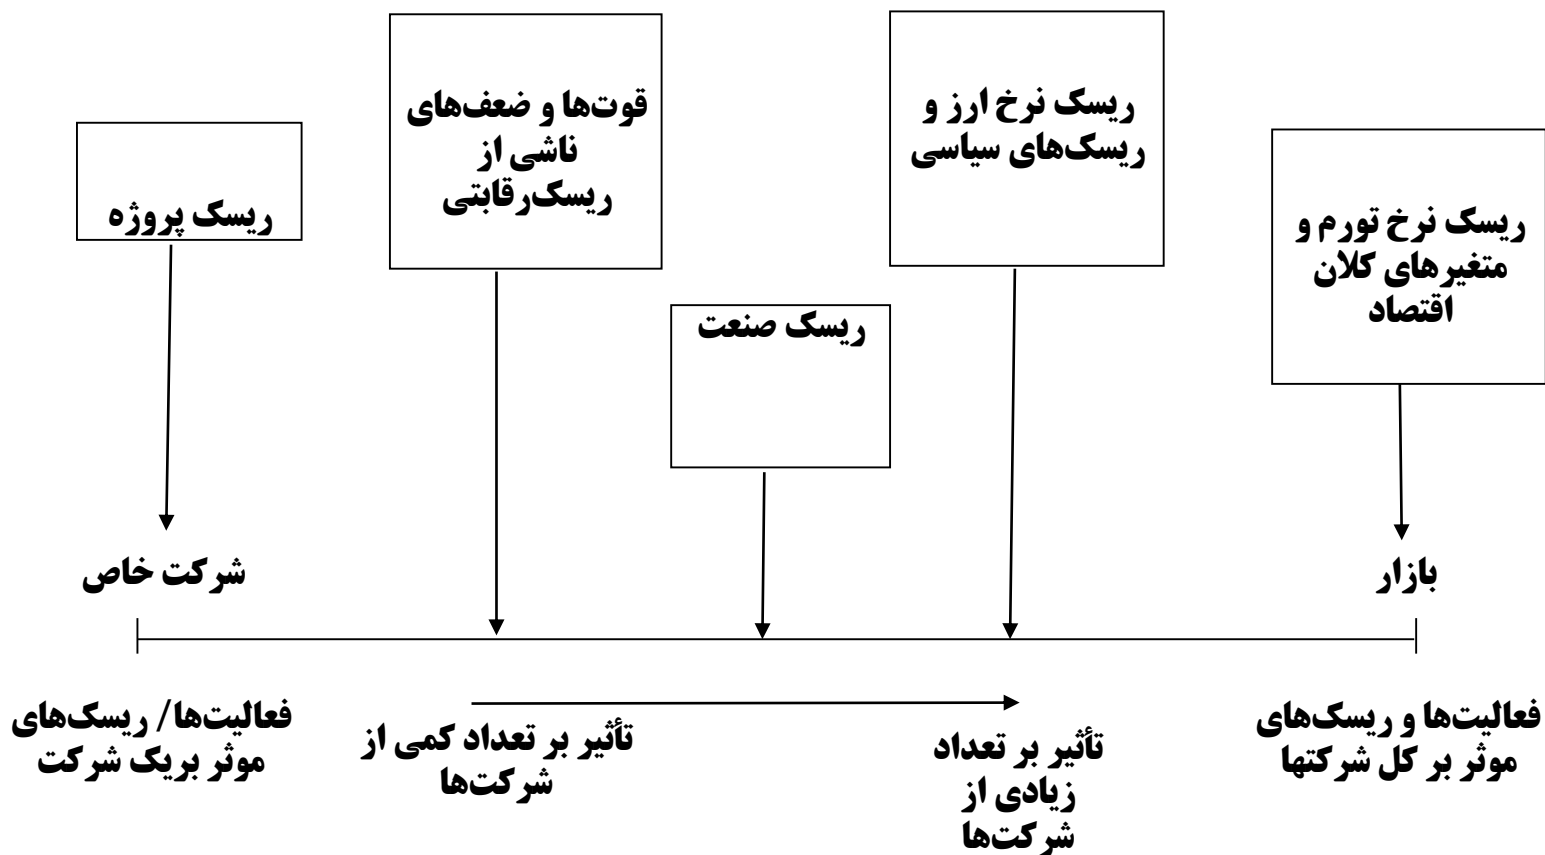 ریسک پروژه
قوت‌ها و ضعف‌های
ناشی از
ریسک‌رقابتی
ریسک صنعت
ریسک نرخ ارز و
ریسک‌های سیاسی
ریسک نرخ تورم و
متغیرهای کلان
اقتصاد
شرکت خاص
بازار
فعالیت‌ها/ ریسک‌های
موثر بریک شرکت
تأثیر بر تعداد کمی از
شرکت‌ها
تأثیر بر تعداد
زیادی از
شرکت‌ها
فعالیت‌ها و ریسک‌های
موثر بر کل شرکتها